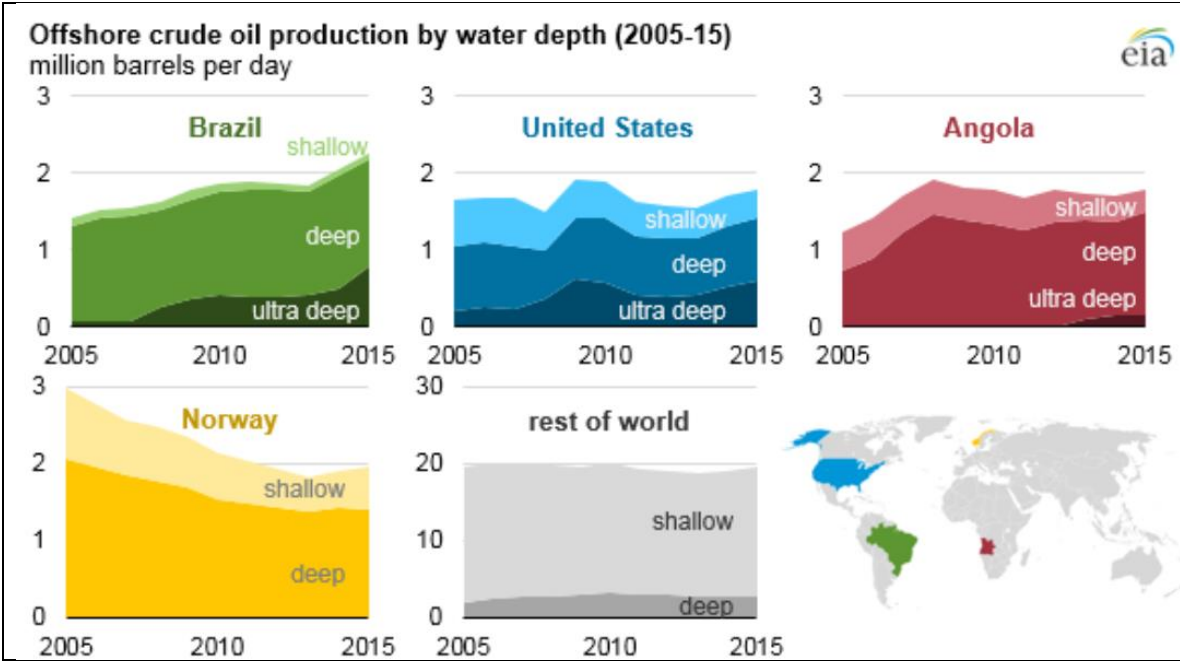 Offshore crude oil production by water depth (2005-15)
million barrels per day
eia
3
2
1
0
Brazil
shallow
deep
ultra deep
2005
2010
2015
3
2
1
0
United States
shallow
deep
ultra deep
2005
2010
2015
3
2
1
0
Angola
shallow
deep
ultra deep
2005
2010
2015
3
2
1
0
Norway
shallow
deep
2005
2010
2015
30
20
10
0
rest of world
shallow
deep
2005
2010
2015